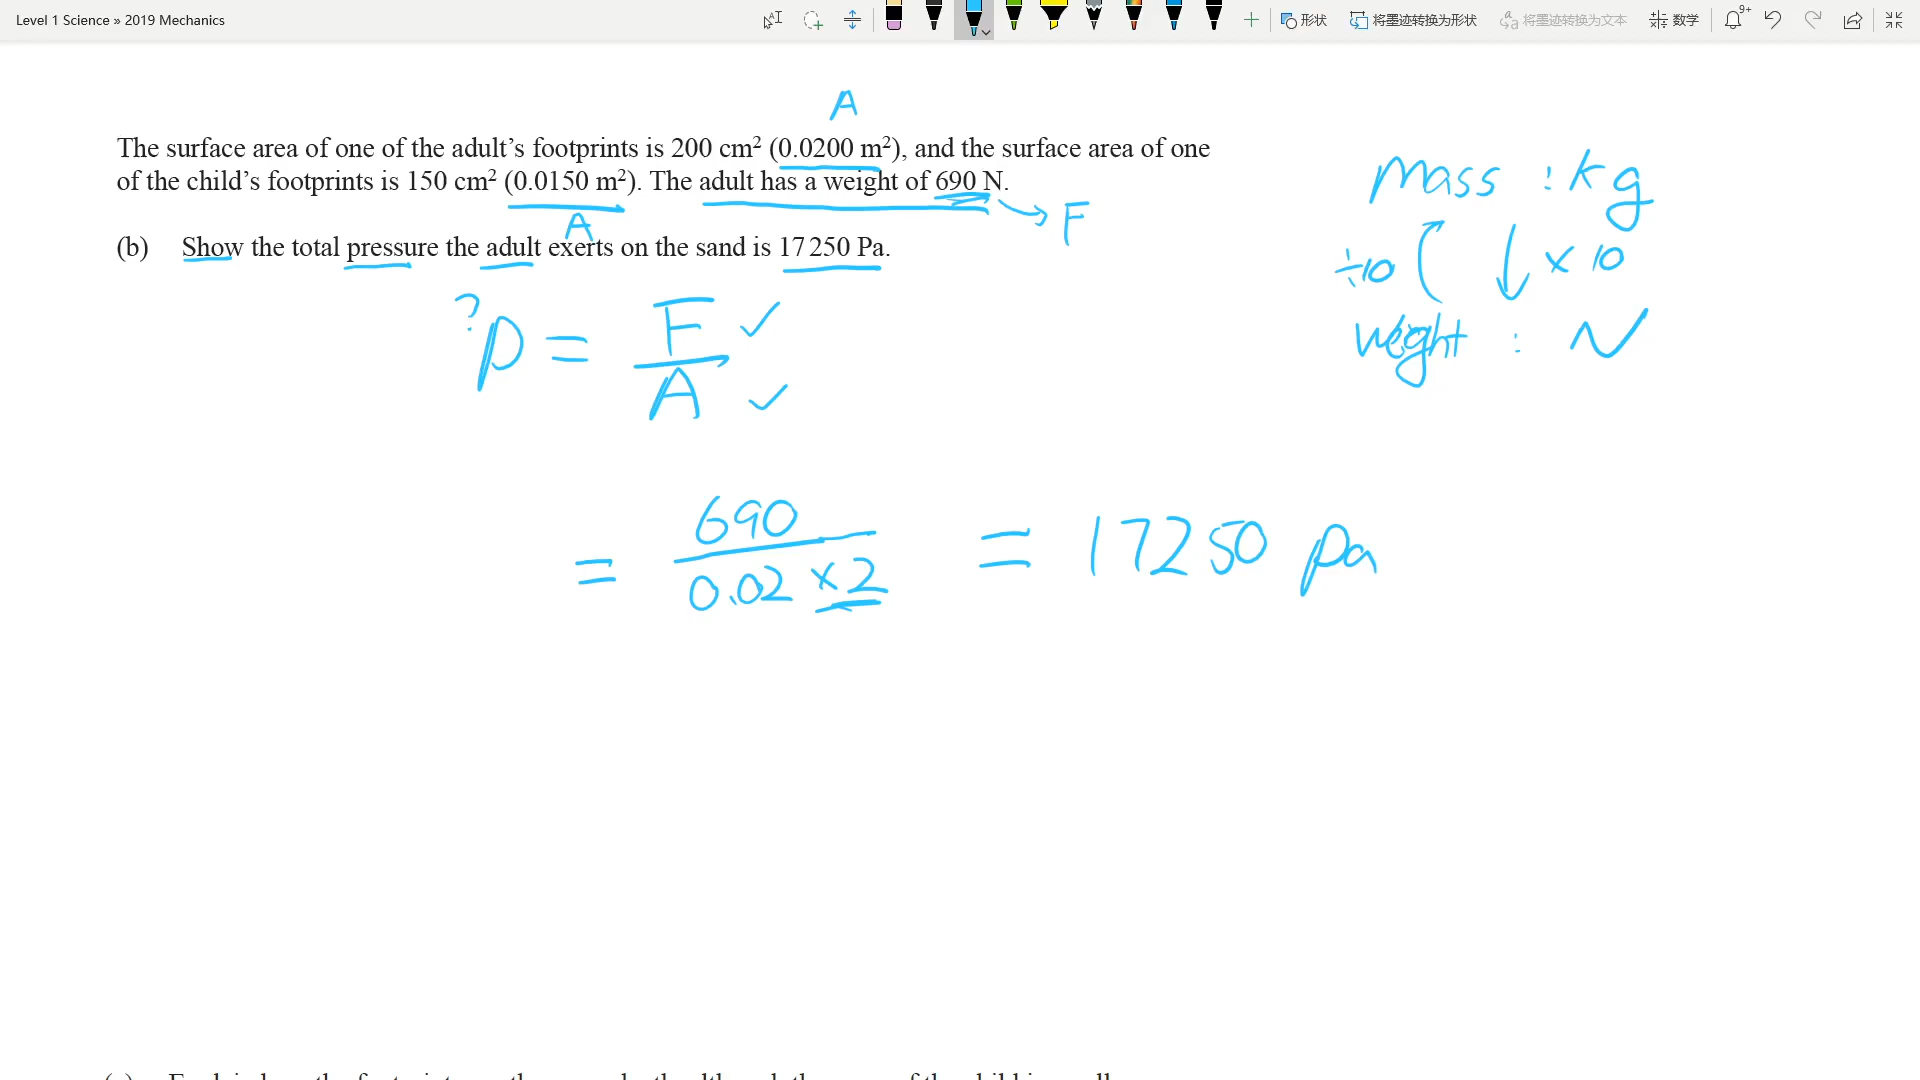 Level 1 Science » 2019 Mechanics
形状 将墨迹转换为形状 将墨迹转换为文本 数学 9+
A
The surface area of one of the adult’s footprints is 200 cm² (0.0200 m²), and the surface area of one
of the child’s footprints is 150 cm² (0.0150 m²). The adult has a weight of 690 N.
A
F
(b) Show the total pressure the adult exerts on the sand is 17 250 Pa.
mass : kg
÷10 ×10
weight : N
? P = F / A ✓ ✓
= 690 / 0.02 × 2 = 17250 pa